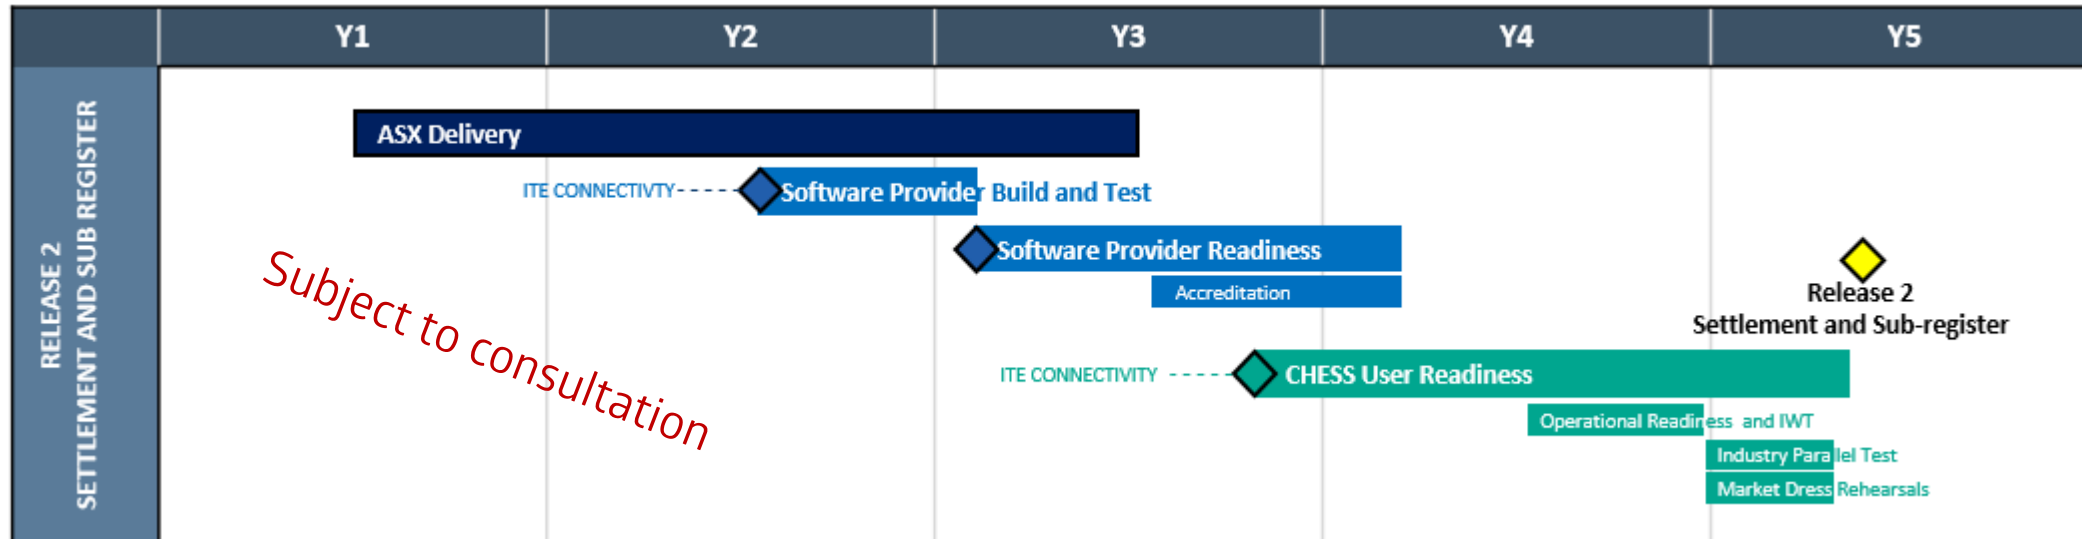 Y1 Y2 Y3 Y4 Y5
RELEASE 2
SETTLEMENT AND SUB REGISTER
ASX Delivery
ITE CONNECTIVTY
Software Provider Build and Test
Software Provider Readiness
Accreditation
Subject to consultation
Release 2
Settlement and Sub-register
ITE CONNECTIVITY
CHESS User Readiness
Operational Readiness and IWT
Industry Parallel Test
Market Dress Rehearsals